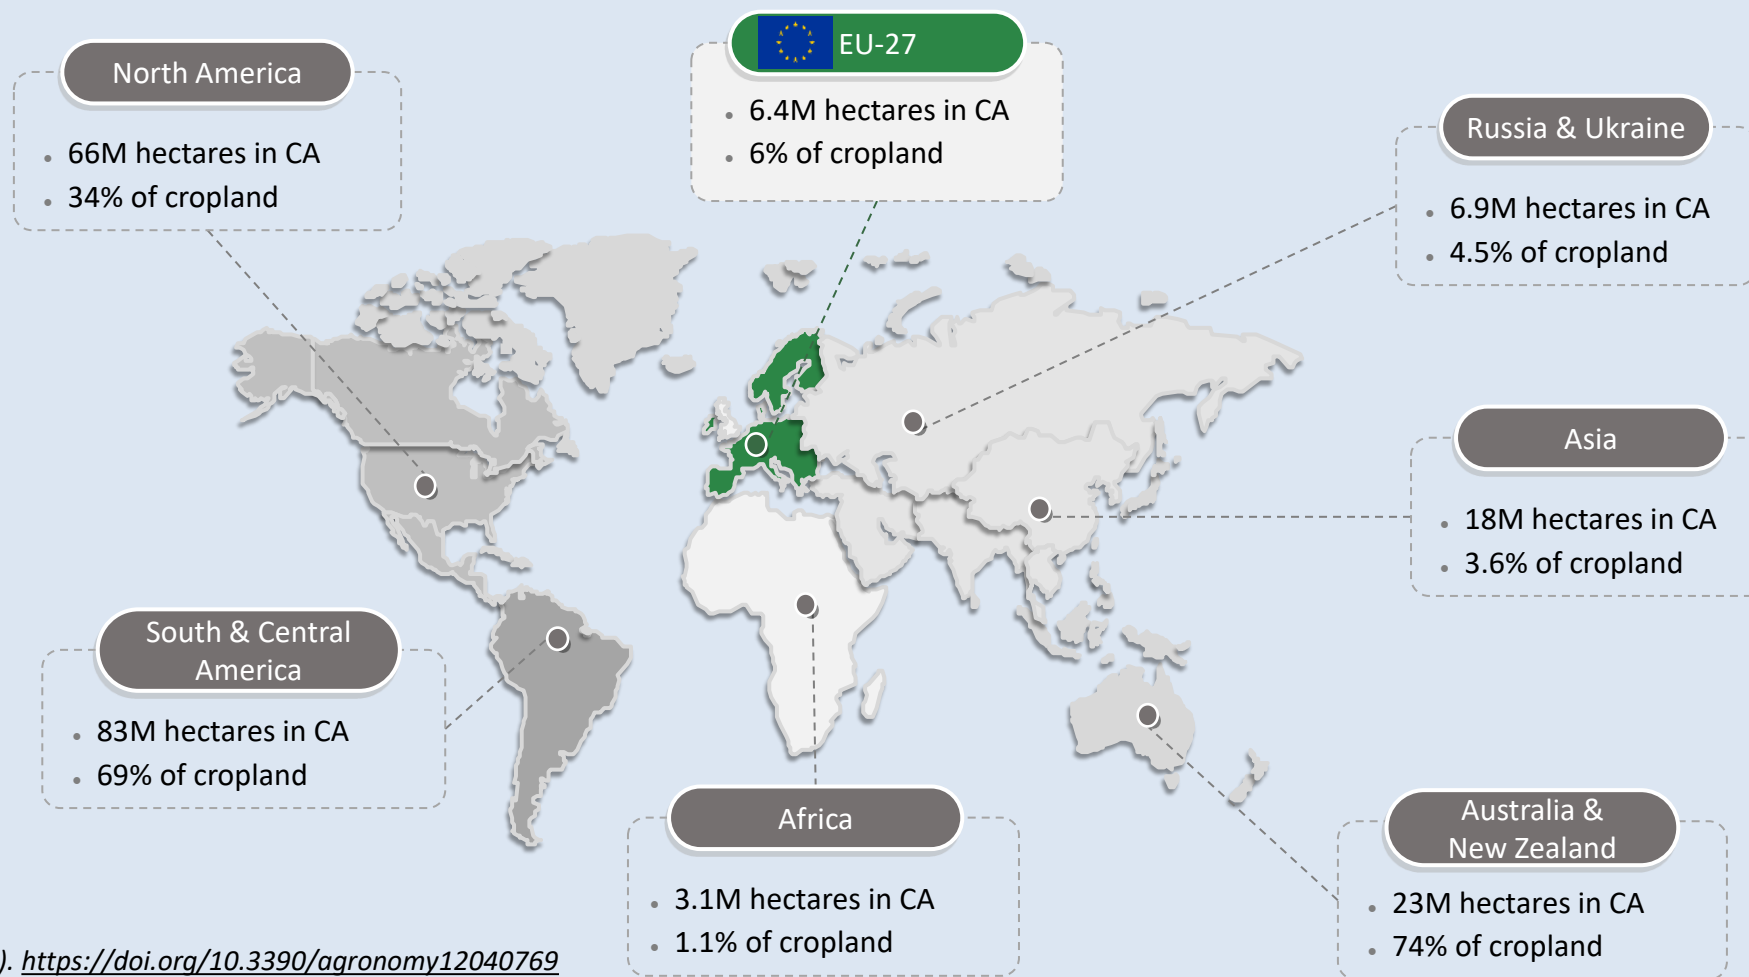 EU-27
• 6.4M hectares in CA
• 6% of cropland
North America
• 66M hectares in CA
• 34% of cropland
Russia & Ukraine
• 6.9M hectares in CA
• 4.5% of cropland
Asia
• 18M hectares in CA
• 3.6% of cropland
South & Central
America
• 83M hectares in CA
• 69% of cropland
Africa
• 3.1M hectares in CA
• 1.1% of cropland
Australia &
New Zealand
• 23M hectares in CA
• 74% of cropland
). https://doi.org/10.3390/agronomy12040769